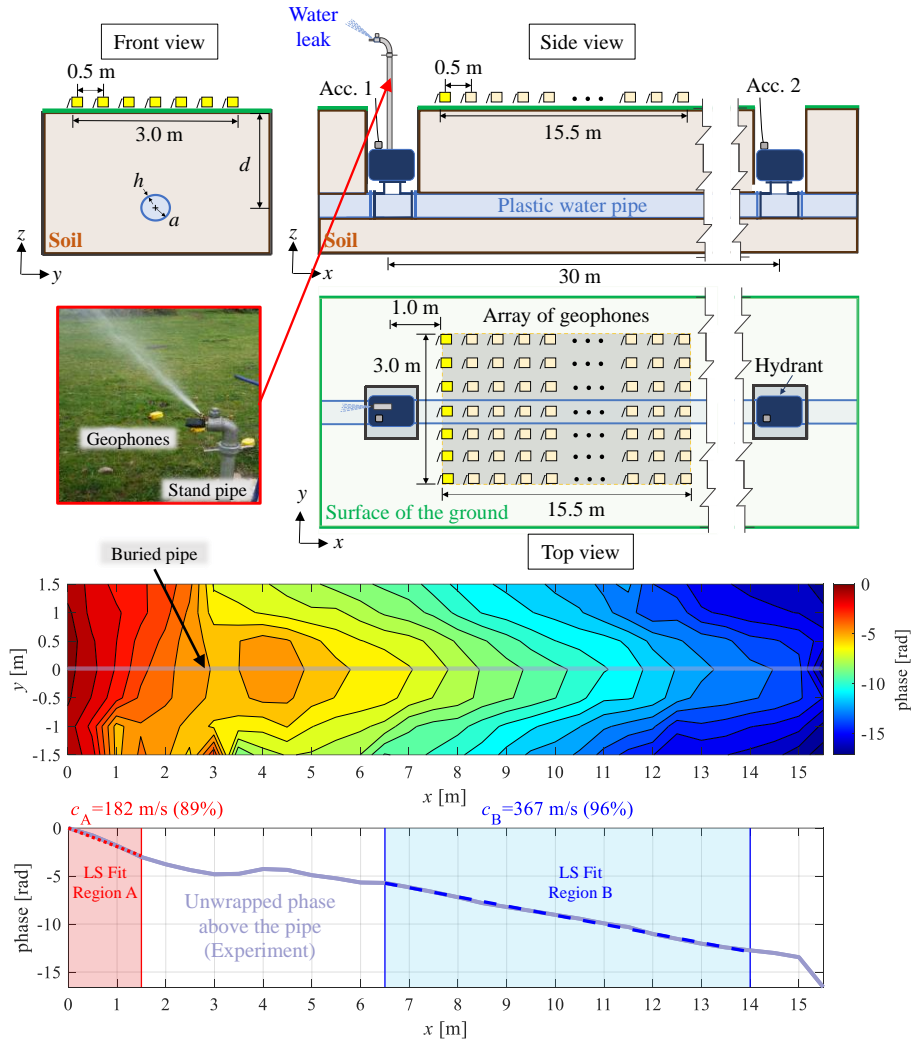 Front view
0.5 m
3.0 m
d
h
a
Soil
z
y
Water
leak
Side view
Acc. 1
0.5 m
Acc. 2
15.5 m
Plastic water pipe
Soil
z
x
30 m
Geophones
Stand pipe
1.0 m
Array of geophones
3.0 m
Hydrant
15.5 m
Surface of the ground
y
x
Top view
Buried pipe
1.5
1
0.5
0
-0.5
-1
-1.5
y [m]
0 1 2 3 4 5 6 7 8 9 10 11 12 13 14 15
x [m]
0
-5
-10
-15
phase [rad]
cA=182 m/s (89%)
cB=367 m/s (96%)
0
-5
-10
-15
phase [rad]
LS Fit
Region A
Unwrapped phase
above the pipe
(Experiment)
LS Fit
Region B
0 1 2 3 4 5 6 7 8 9 10 11 12 13 14 15
x [m]